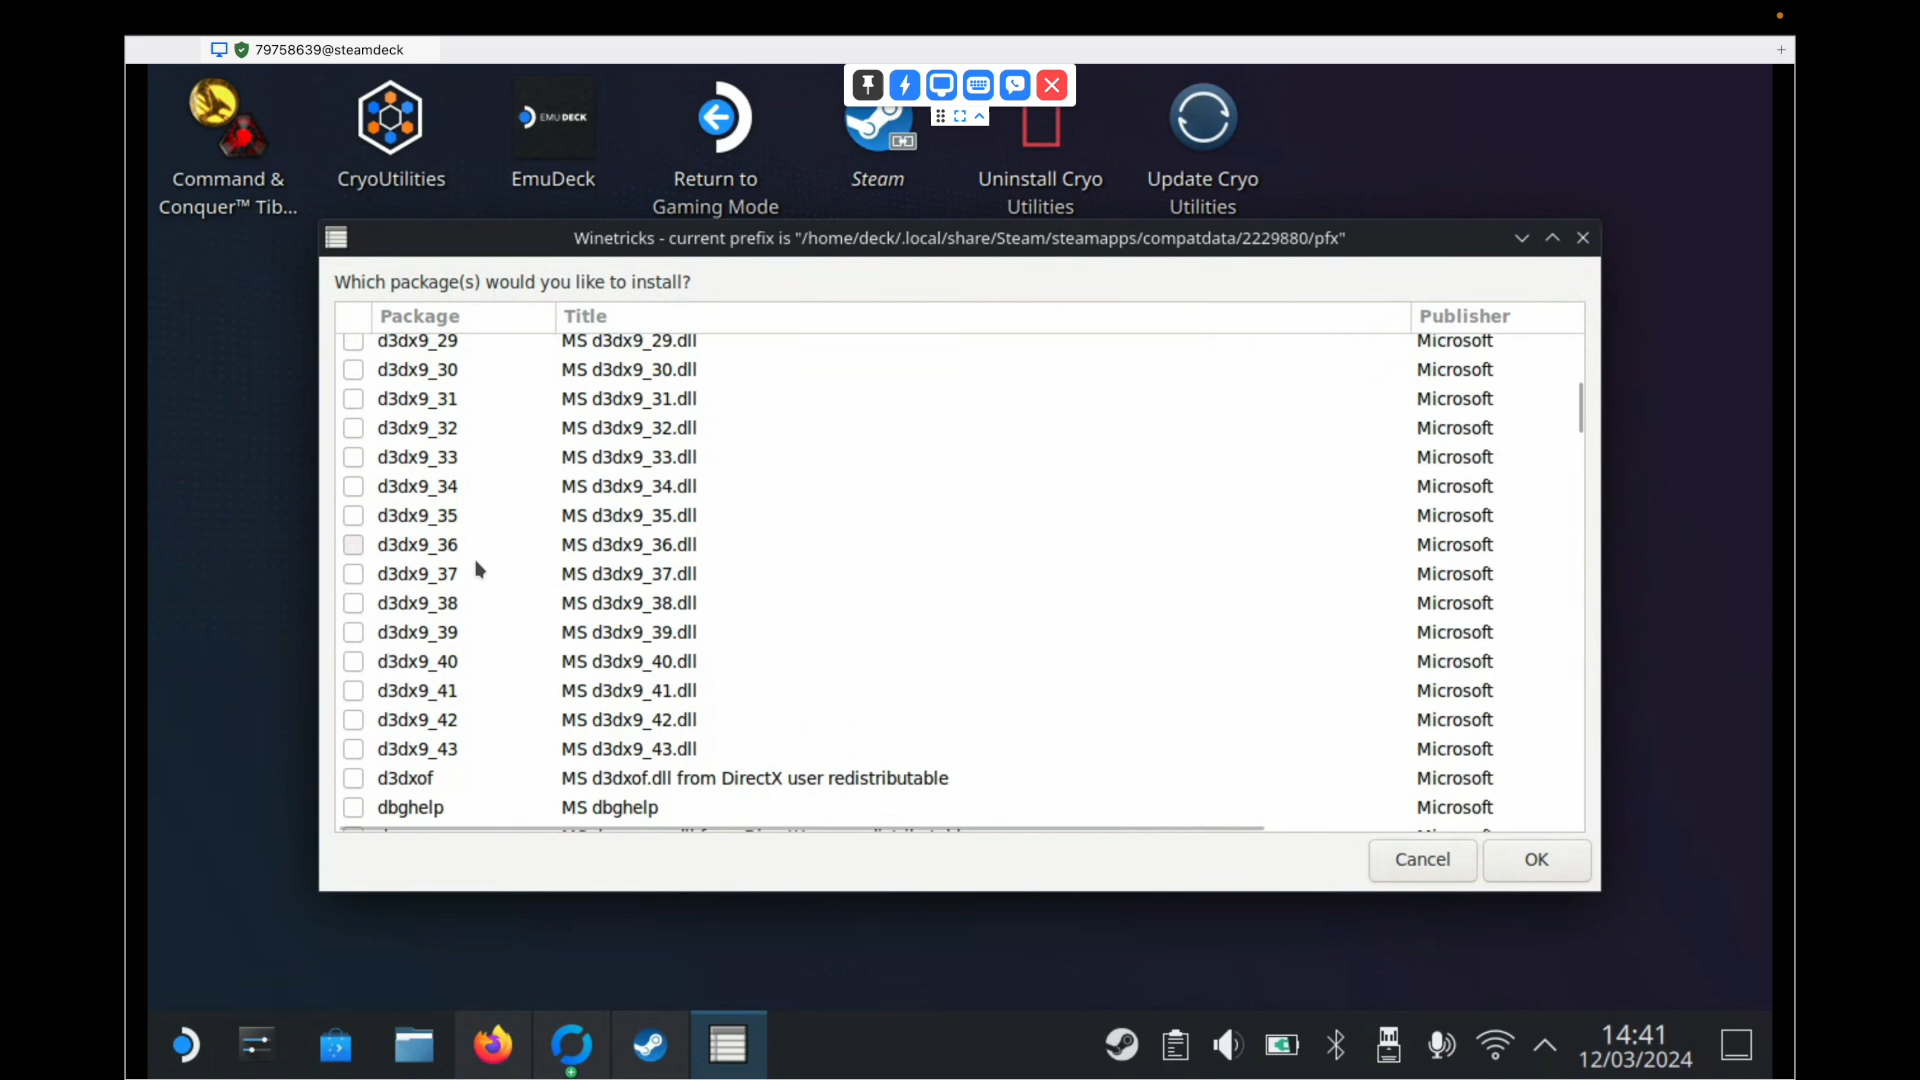 79758639@steamdeck
EMUDECK
Command &
Conquer™ Tib...
CryoUtilities
EmuDeck
Return to
Gaming Mode
Steam
Uninstall Cryo
Utilities
Update Cryo
Utilities
Winetricks - current prefix is "/home/deck/.local/share/Steam/steamapps/compatdata/2229880/pfx"
Which package(s) would you like to install?
Package Title Publisher
d3dx9_29 MS d3dx9_29.dll Microsoft
d3dx9_30 MS d3dx9_30.dll Microsoft
d3dx9_31 MS d3dx9_31.dll Microsoft
d3dx9_32 MS d3dx9_32.dll Microsoft
d3dx9_33 MS d3dx9_33.dll Microsoft
d3dx9_34 MS d3dx9_34.dll Microsoft
d3dx9_35 MS d3dx9_35.dll Microsoft
d3dx9_36 MS d3dx9_36.dll Microsoft
d3dx9_37 MS d3dx9_37.dll Microsoft
d3dx9_38 MS d3dx9_38.dll Microsoft
d3dx9_39 MS d3dx9_39.dll Microsoft
d3dx9_40 MS d3dx9_40.dll Microsoft
d3dx9_41 MS d3dx9_41.dll Microsoft
d3dx9_42 MS d3dx9_42.dll Microsoft
d3dx9_43 MS d3dx9_43.dll Microsoft
d3dxof MS d3dxof.dll from DirectX user redistributable Microsoft
dbghelp MS dbghelp Microsoft
Cancel OK
14:41
12/03/2024